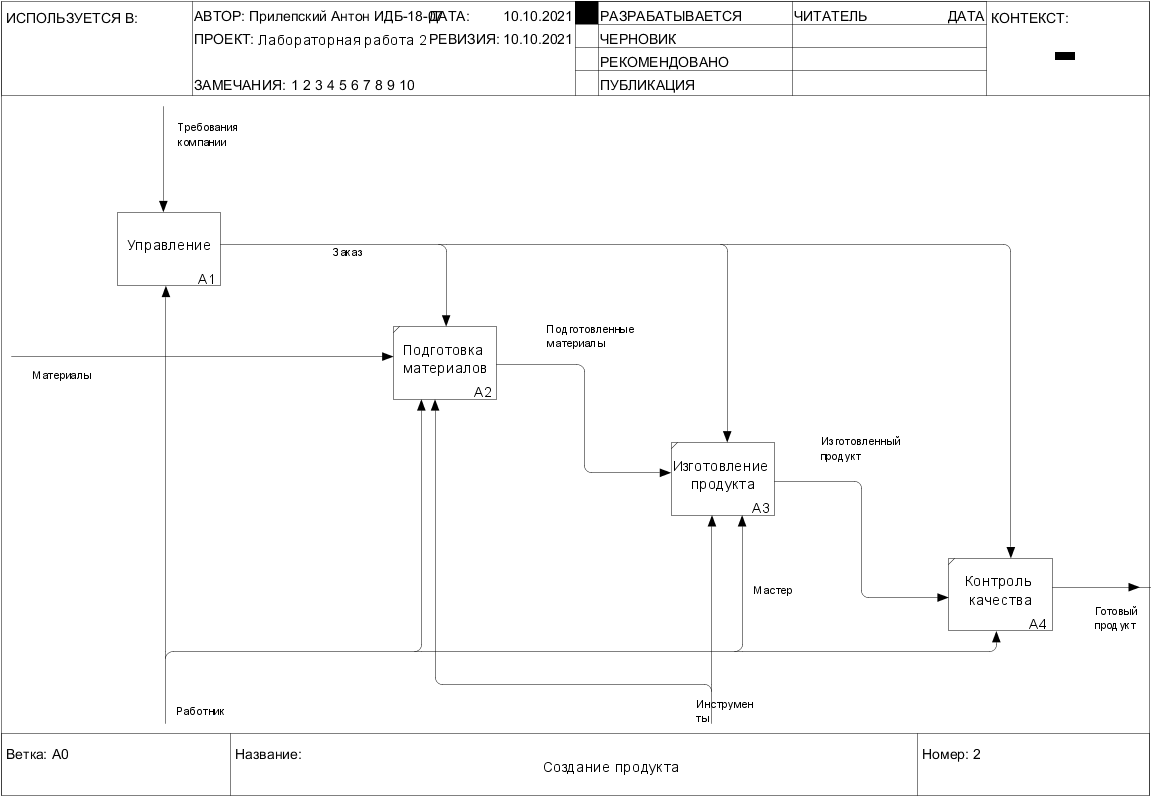 ИСПОЛЬЗУЕТСЯ В:
АВТОР: Прилепский Антон ИДБ-18-07
ДАТА: 10.10.2021
ПРОЕКТ: Лабораторная работа 2
РЕВИЗИЯ: 10.10.2021
ЗАМЕЧАНИЯ: 1 2 3 4 5 6 7 8 9 10
РАЗРАБАТЫВАЕТСЯ
ЧЕРНОВИК
РЕКОМЕНДОВАНО
ПУБЛИКАЦИЯ
ЧИТАТЕЛЬ ДАТА
КОНТЕКСТ:
Требования
компании
Управление
A1
Заказ
Материалы
Подготовка
материалов
A2
Подготовленные
материалы
Изготовление
продукта
A3
Изготовленный
продукт
Контроль
качества
A4
Мастер
Готовый
продукт
Работник
Инструмен
ты
Ветка: A0
Название:
Создание продукта
Номер: 2